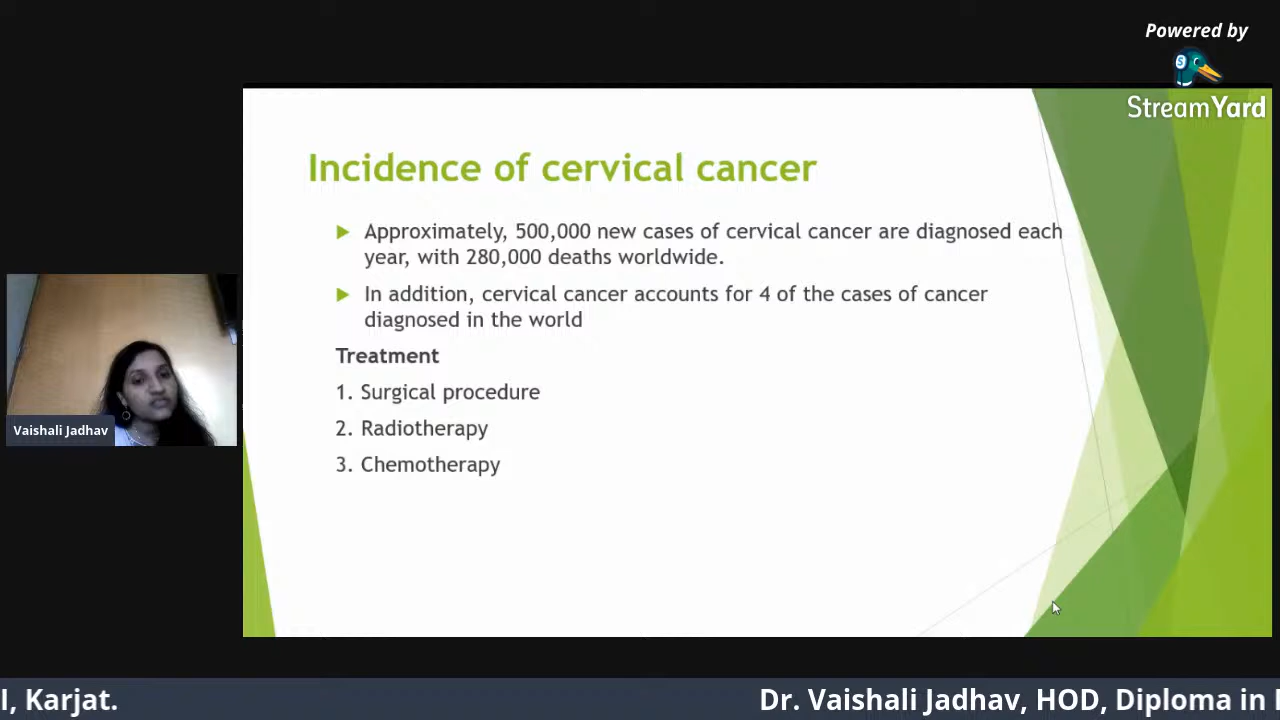 Powered by
StreamYard
Incidence of cervical cancer
Approximately, 500,000 new cases of cervical cancer are diagnosed each
year, with 280,000 deaths worldwide.
In addition, cervical cancer accounts for 4 of the cases of cancer
diagnosed in the world
Treatment
1. Surgical procedure
2. Radiotherapy
3. Chemotherapy
Vaishali Jadhav
, Karjat.
Dr. Vaishali Jadhav, HOD, Diploma in